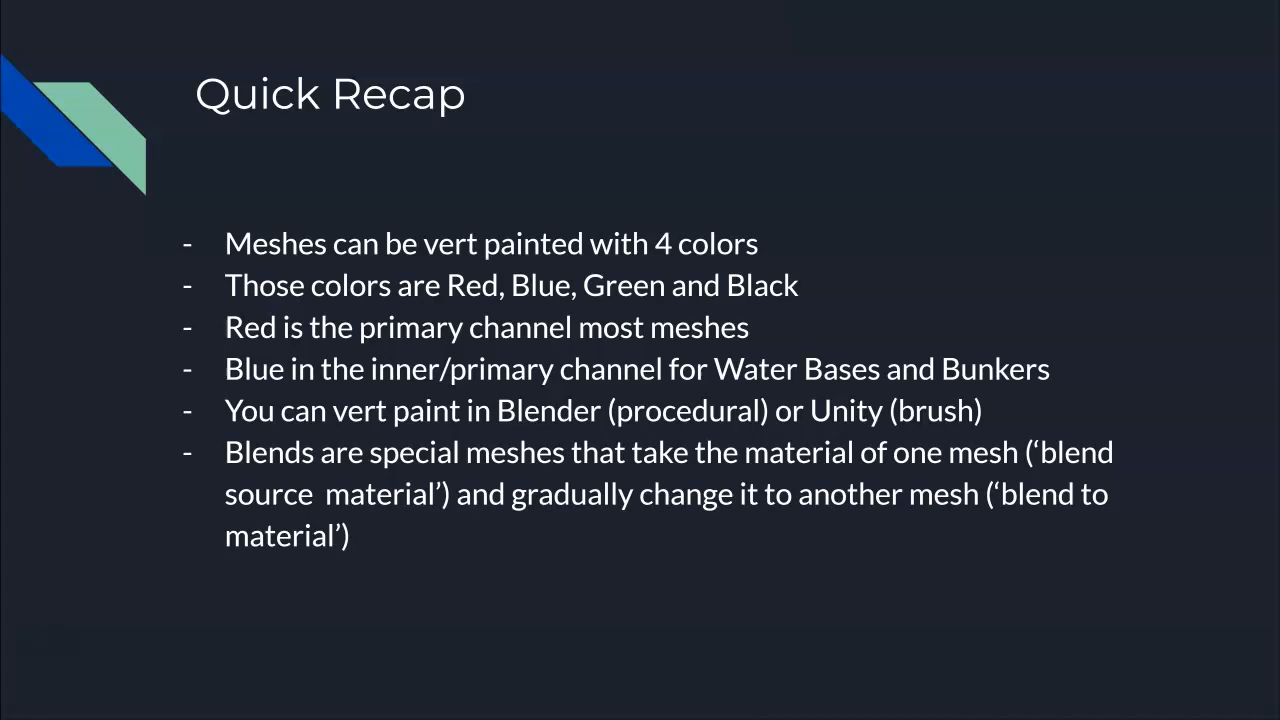 Quick Recap
- Meshes can be vert painted with 4 colors
- Those colors are Red, Blue, Green and Black
- Red is the primary channel most meshes
- Blue in the inner/primary channel for Water Bases and Bunkers
- You can vert paint in Blender (procedural) or Unity (brush)
- Blends are special meshes that take the material of one mesh (‘blend
source  material’) and gradually change it to another mesh (‘blend to
material’)